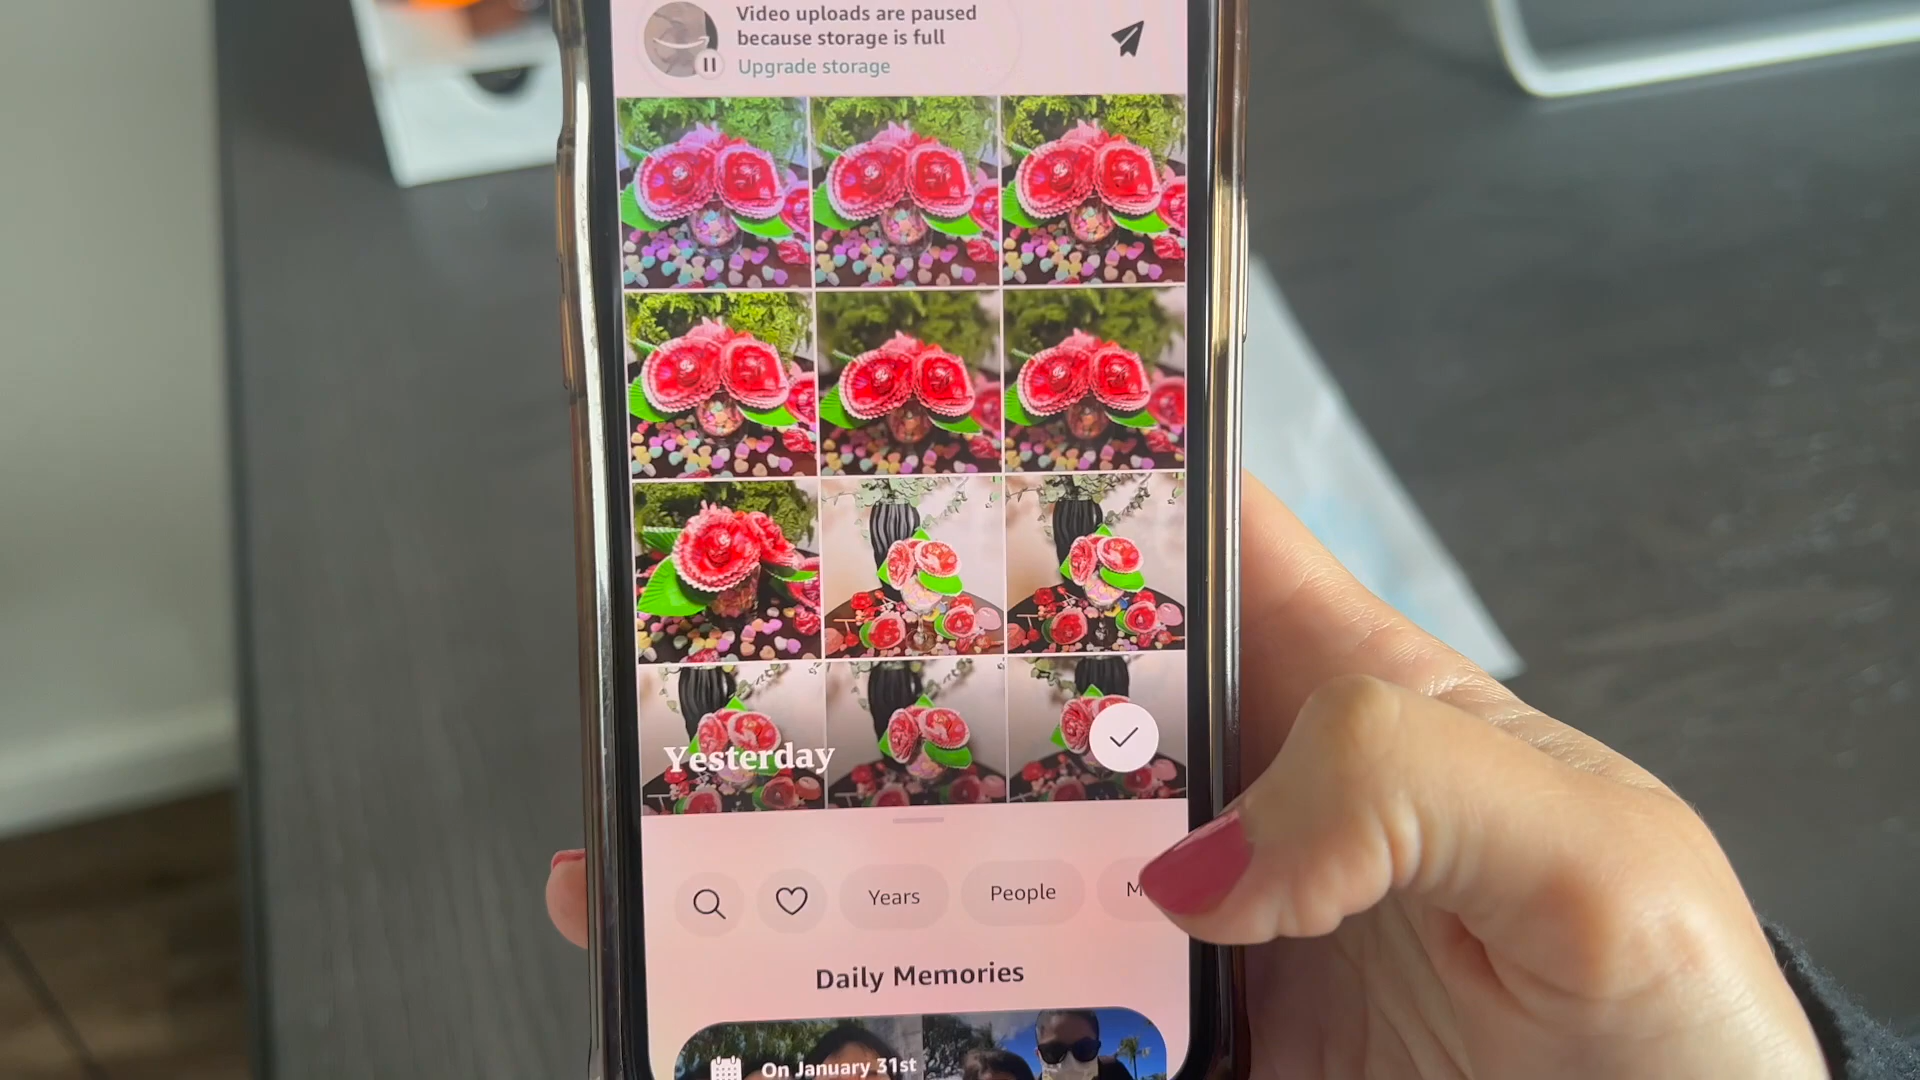 Video uploads are paused
because storage is full
Upgrade storage
Yesterday
Years
People
Daily Memories
On January 31st